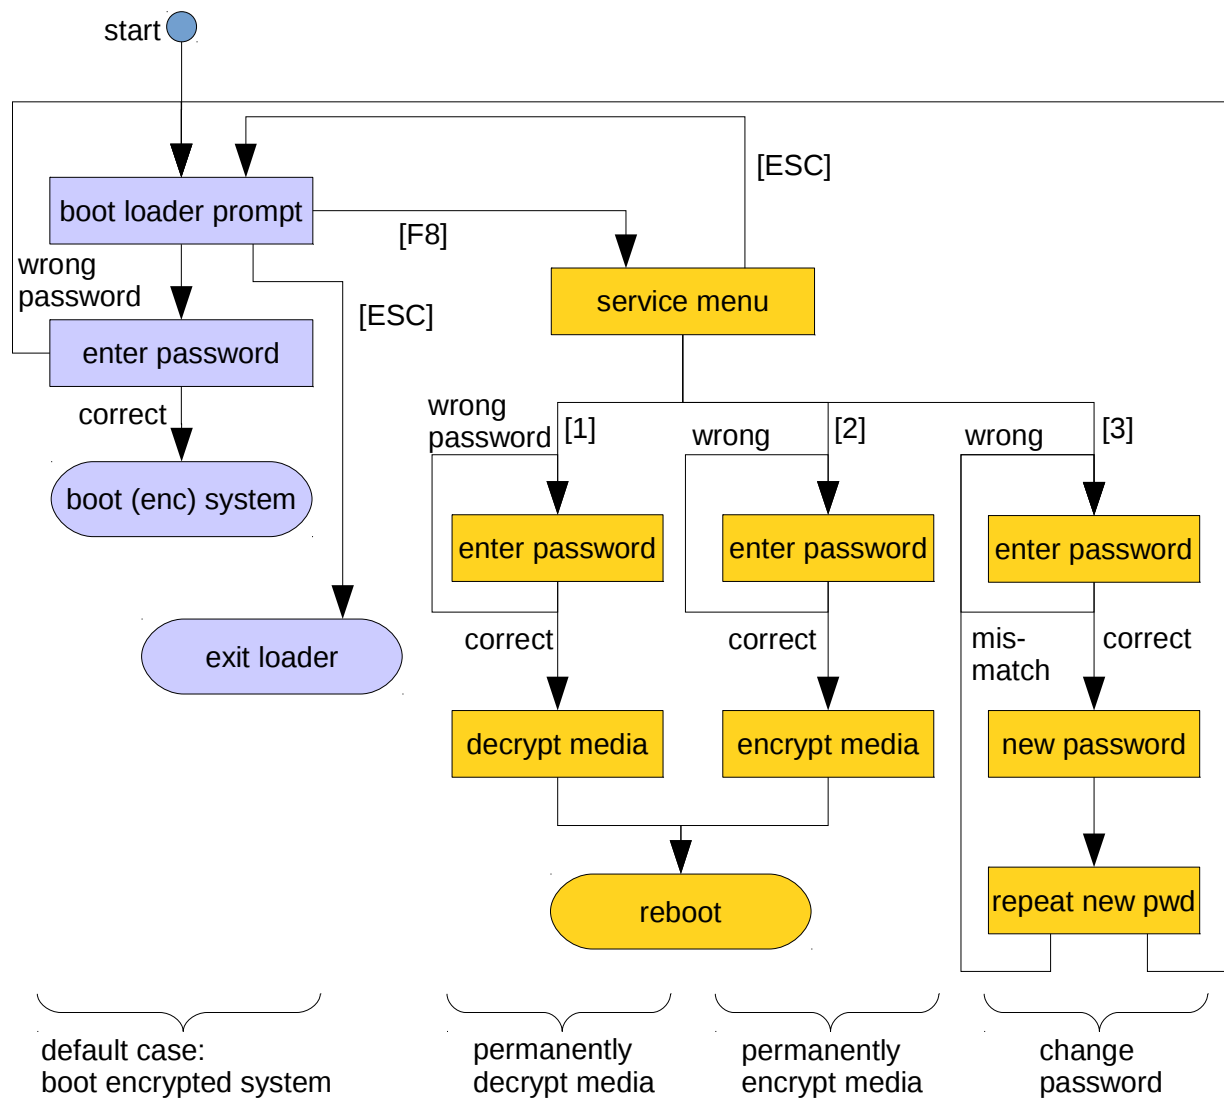 start
[ESC]
boot loader prompt
[F8]
wrong
password
service menu
[ESC]
enter password
correct
wrong
password
[1]
wrong
[2]
wrong
[3]
boot (enc) system
enter password
enter password
enter password
exit loader
correct
correct
mis-
match
correct
decrypt media
encrypt media
new password
repeat new pwd
reboot
default case:
boot encrypted system
permanently
decrypt media
permanently
encrypt media
change
password